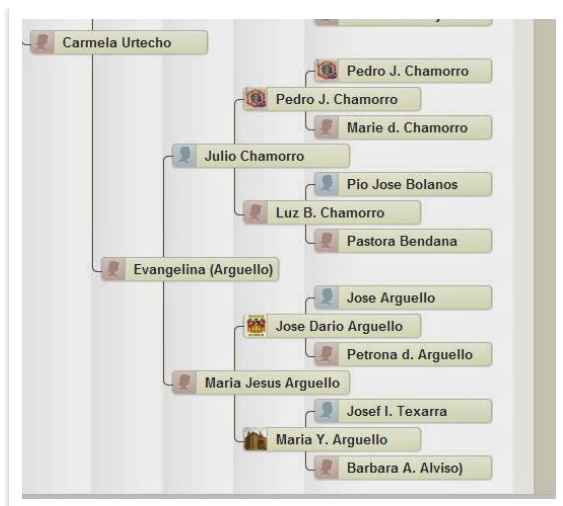 Carmela Urtecho
Pedro J. Chamorro
Pedro J. Chamorro
Marie d. Chamorro
Julio Chamorro
Pio Jose Bolanos
Luz B. Chamorro
Pastora Bendana
Evangelina (Arguello)
Jose Arguello
Jose Dario Arguello
Petrona d. Arguello
Maria Jesus Arguello
Josef I. Texarra
Maria Y. Arguello
Barbara A. Alviso)